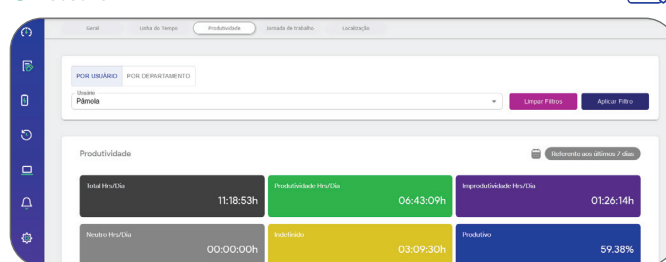 Geral Linha do Tempo Produtividade Jornada de trabalho Localização
POR USUÁRIO POR DEPARTAMENTO
Usuário
Pâmola
Limpar Filtros Aplicar Filtro
Produtividade
Referente aos últimos 7 dias
Total Hrs/Dia
11:18:53h
Produtividade Hrs/Dia
06:43:09h
Improdutividade Hrs/Dia
01:26:14h
Neutro Hrs/Dia
00:00:00h
Indefinido
03:09:30h
Produtivo
59.38%